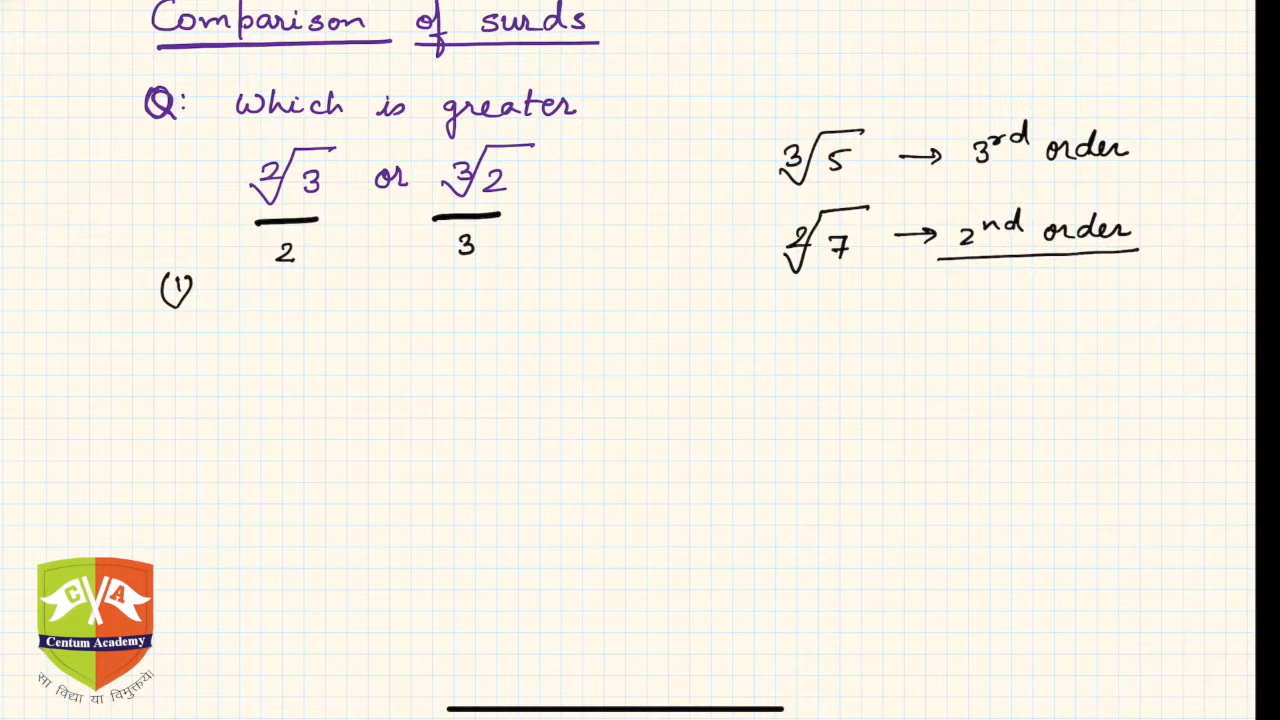 Comparison of surds
Q: Which is greater
²√3 or ³√2
2 3
(1)
³√5 → 3rd order
²√7 → 2nd order
C A
Centum Academy
सा विद्या या विमुक्तये।